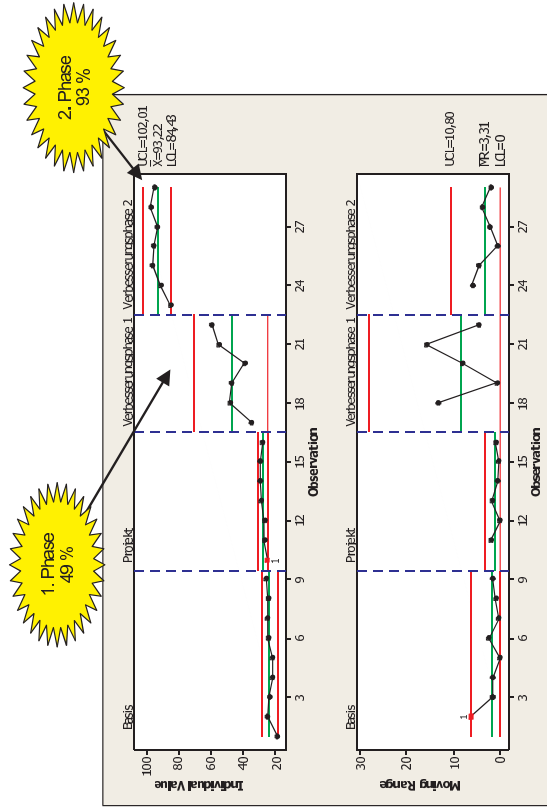 1. Phase
49 %
2. Phase
93 %
Basis
Projekt
Verbesserungsphase 1
Verbesserungsphase 2
Individual Value
100
80
60
40
20
1
UCL=102,01
X=93,22
LCL=84,43
3
6
9
12
15
18
21
24
27
Observation
Basis
Projekt
Verbesserungsphase 1
Verbesserungsphase 2
Moving Range
30
20
10
0
1
UCL=10,80
MR=3,31
LCL=0
3
6
9
12
15
18
21
24
27
Observation